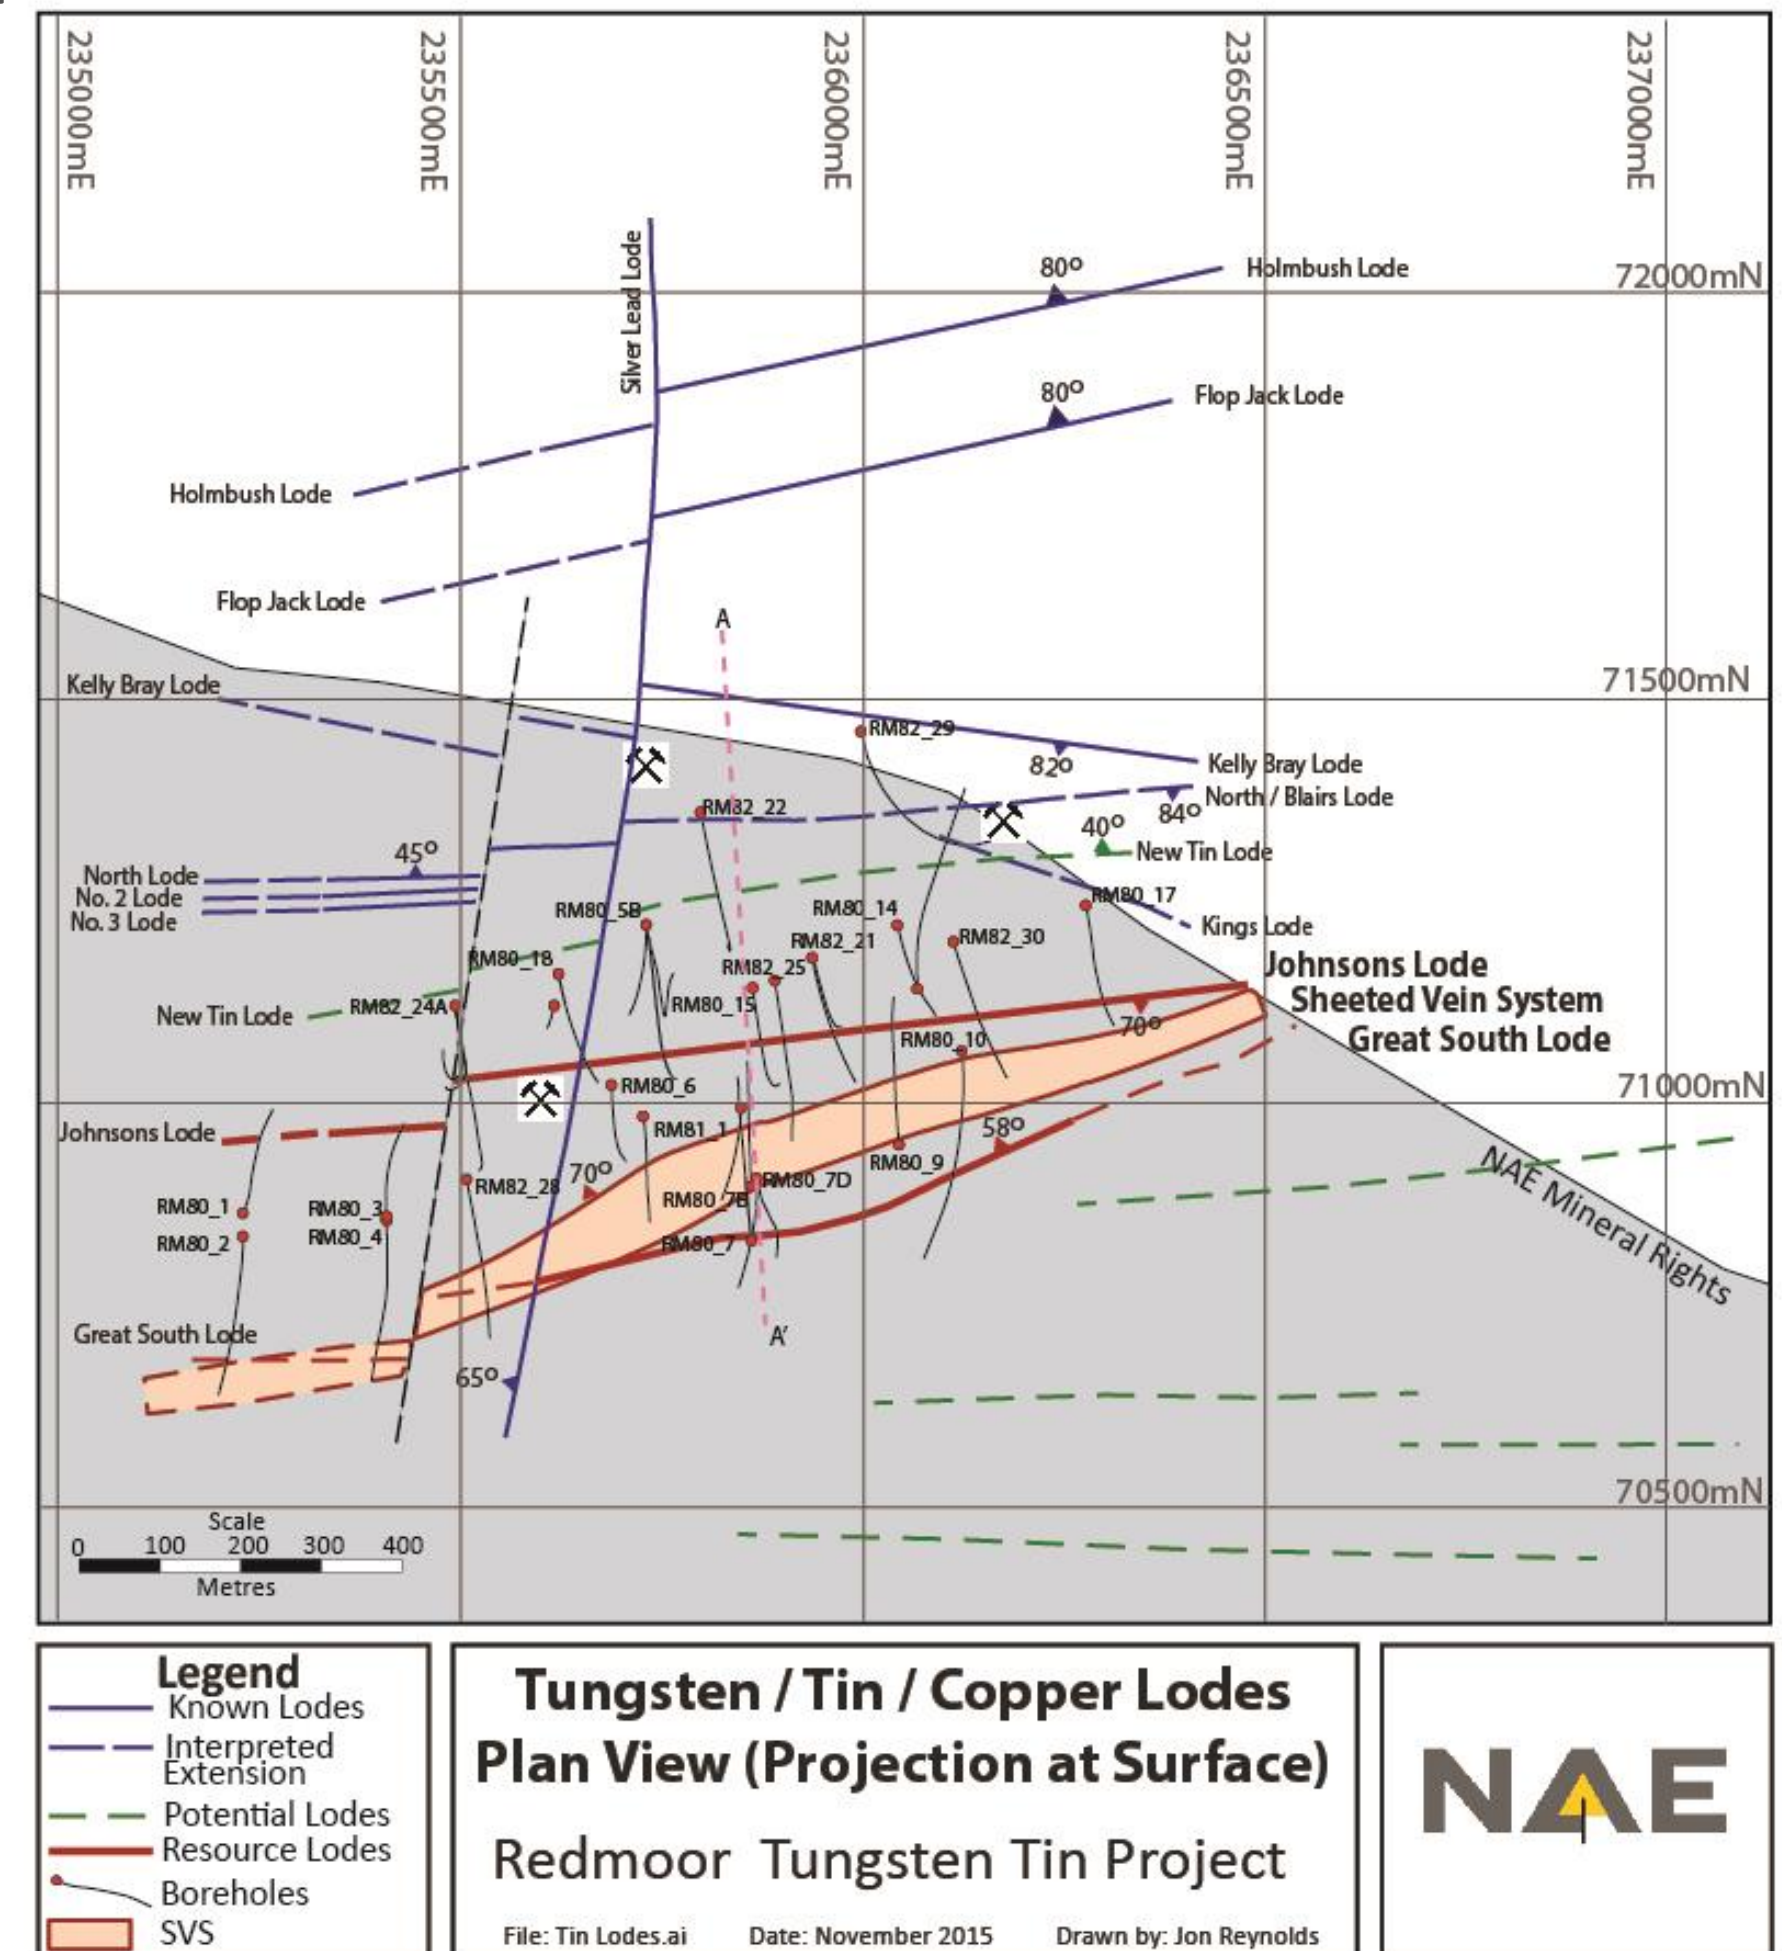 235000mE
235500mE
236000mE
236500mE
237000mE
Silver Lead Lope
80°
Holmbush Lode
72000mN
80°
Flop Jack Lode
Holmbush Lode
Flop Jack Lode
A
Kelly Bray Lode
71500mN
RM82_29
82°
Kelly Bray Lode
North / Blairs Lode
84°
RM82_22
40°
New Tin Lode
45°
North Lode
No. 2 Lode
No. 3 Lode
RM80_5B
RM80_14
RM80_17
Kings Lode
RM82_21
RM82_30
RM80_18
RM82_25
Johnsons Lode
Sheeted Vein System
Great South Lode
New Tin Lode
RM82_24A
RM80_15
70°
RM80_10
71000mN
RM80_6
Johnsons Lode
RM81_1
58°
RM80_9
70°
RM82_28
RM80_7B
RM80_7D
RM80_1
RM80_3
RM80_2
RM80_4
RM80_7
NAE Mineral Rights
Great South Lode
A'
65°
70500mN
Scale
0 100 200 300 400
Metres
Legend
Known Lodes
Interpreted
Extension
Potential Lodes
Resource Lodes
Boreholes
SVS
Tungsten / Tin / Copper Lodes
Plan View (Projection at Surface)
Redmoor Tungsten Tin Project
File: Tin Lodes.ai Date: November 2015 Drawn by: Jon Reynolds
NAE